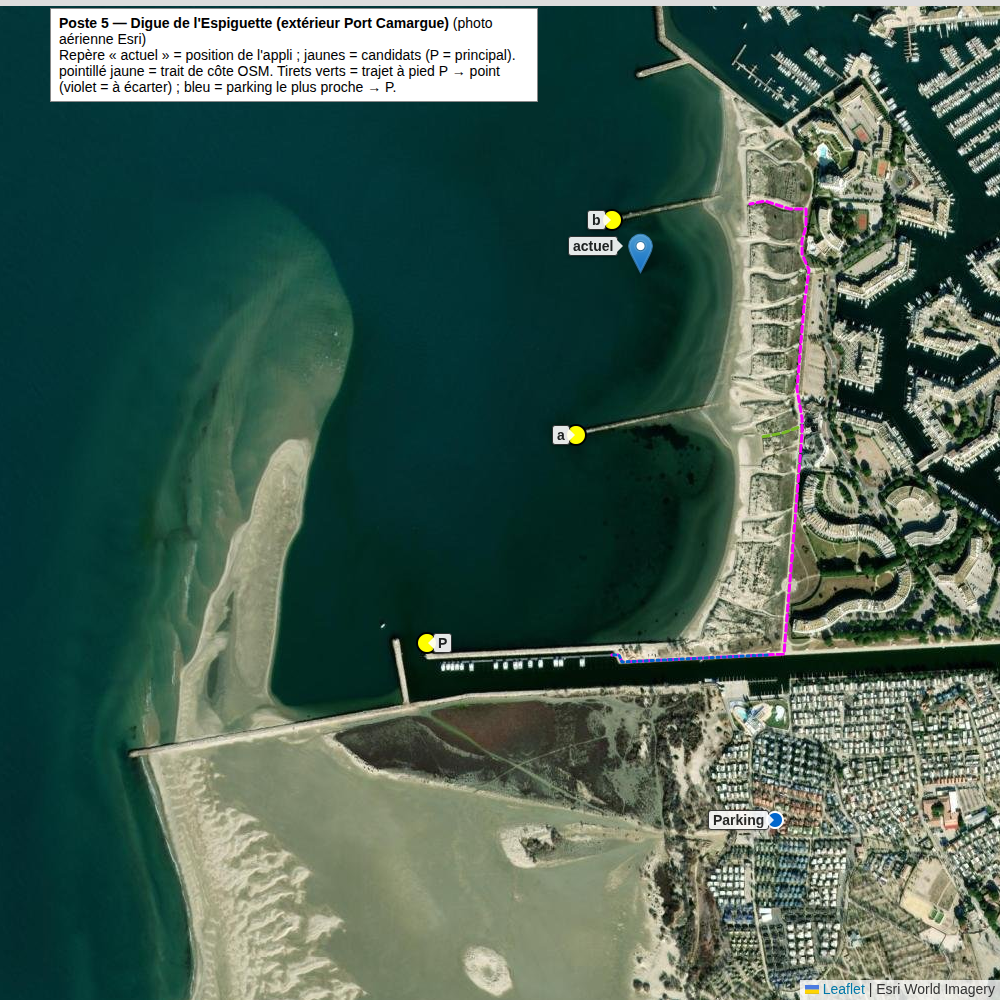 Poste 5 — Digue de l'Espiguette (extérieur Port Camargue) (photo
aérienne Esri)
Repère « actuel » = position de l'appli ; jaunes = candidats (P = principal).
pointillé jaune = trait de côte OSM. Tirets verts = trajet à pied P → point
(violet = à écarter) ; bleu = parking le plus proche → P.
b
actuel
a
P
Parking
Leaflet | Esri World Imagery